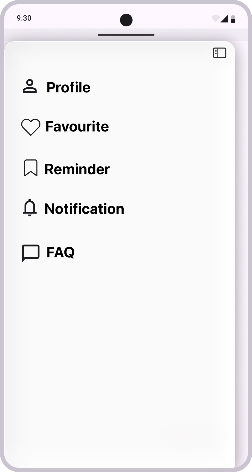 9:30
Profile
Favourite
Reminder
Notification
FAQ